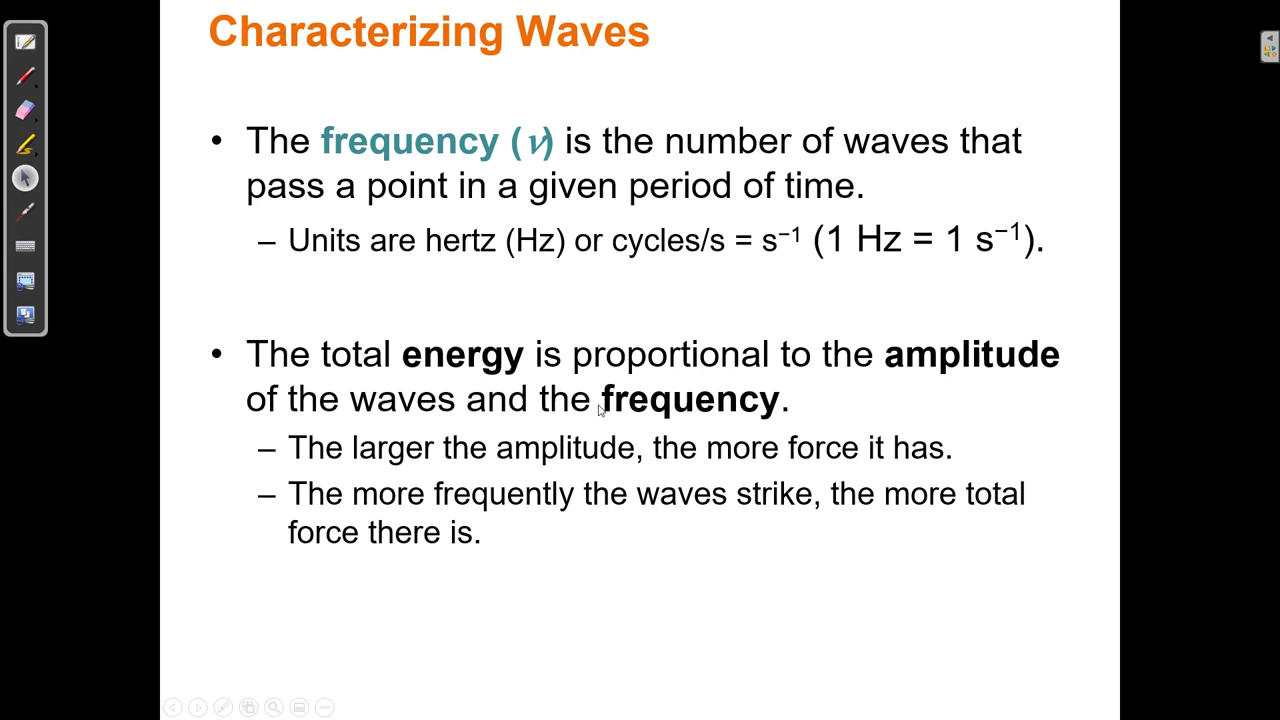 Characterizing Waves
• The frequency (ν) is the number of waves that
pass a point in a given period of time.
– Units are hertz (Hz) or cycles/s = s⁻¹ (1 Hz = 1 s⁻¹).
• The total energy is proportional to the amplitude
of the waves and the frequency.
– The larger the amplitude, the more force it has.
– The more frequently the waves strike, the more total
force there is.